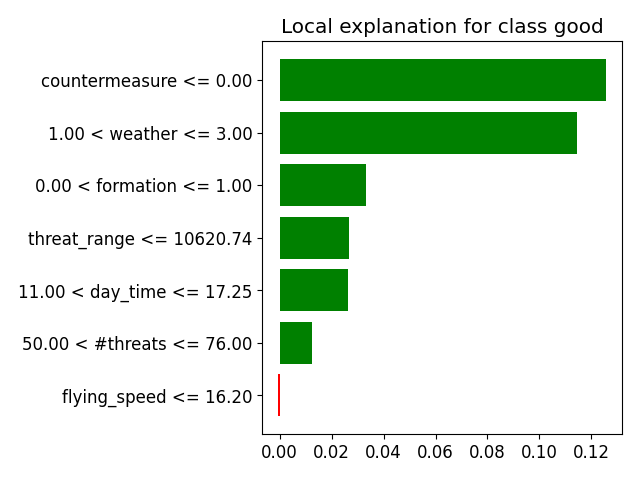 Local explanation for class good
countermeasure <= 0.00
1.00 < weather <= 3.00
0.00 < formation <= 1.00
threat_range <= 10620.74
11.00 < day_time <= 17.25
50.00 < #threats <= 76.00
flying_speed <= 16.20
0.00 0.02 0.04 0.06 0.08 0.10 0.12